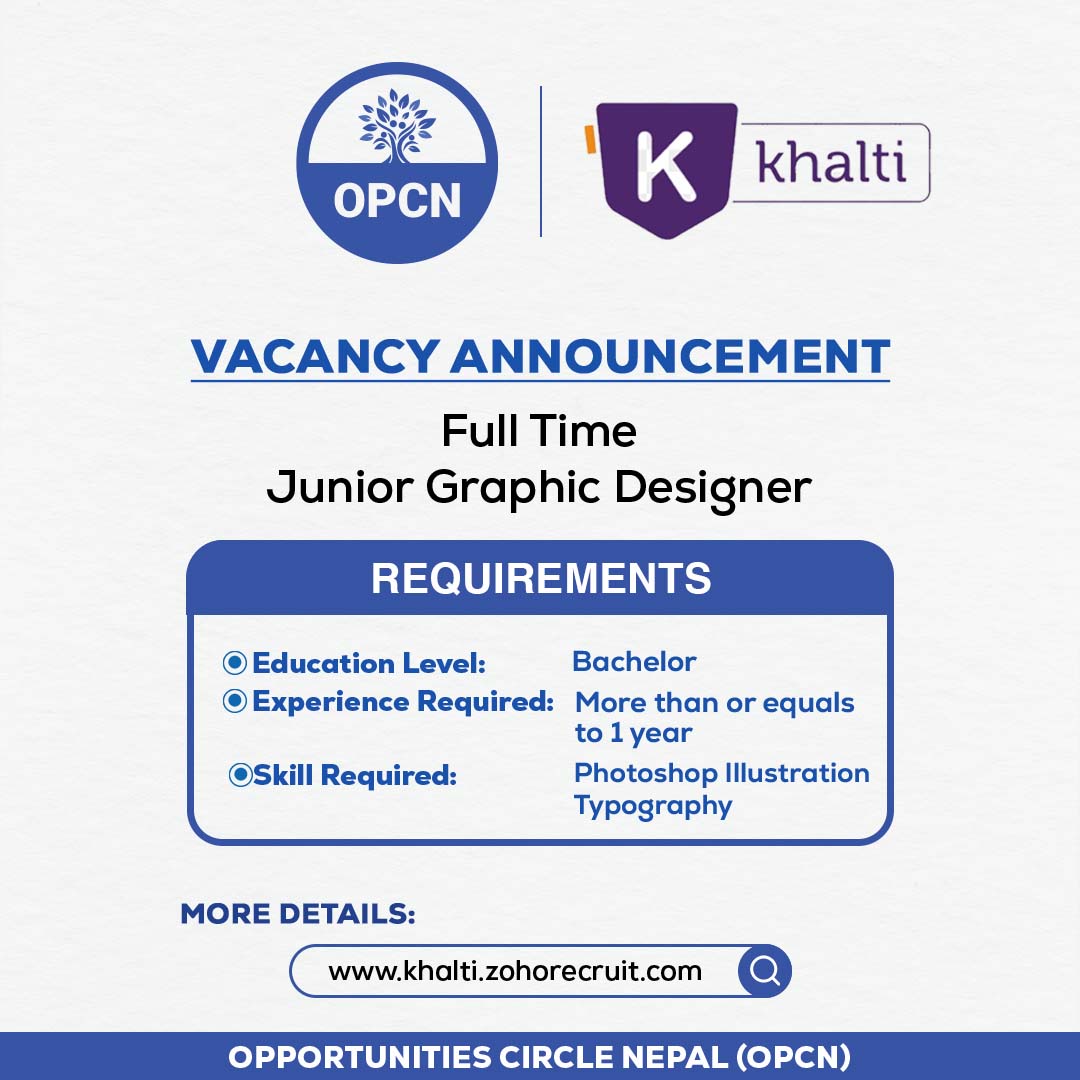 OPCN
K
khalti
VACANCY ANNOUNCEMENT
Full Time
Junior Graphic Designer
REQUIREMENTS
Education Level: Bachelor
Experience Required: More than or equals
to 1 year
Skill Required: Photoshop Illustration
Typography
MORE DETAILS:
www.khalti.zohorecruit.com
OPPORTUNITIES CIRCLE NEPAL (OPCN)